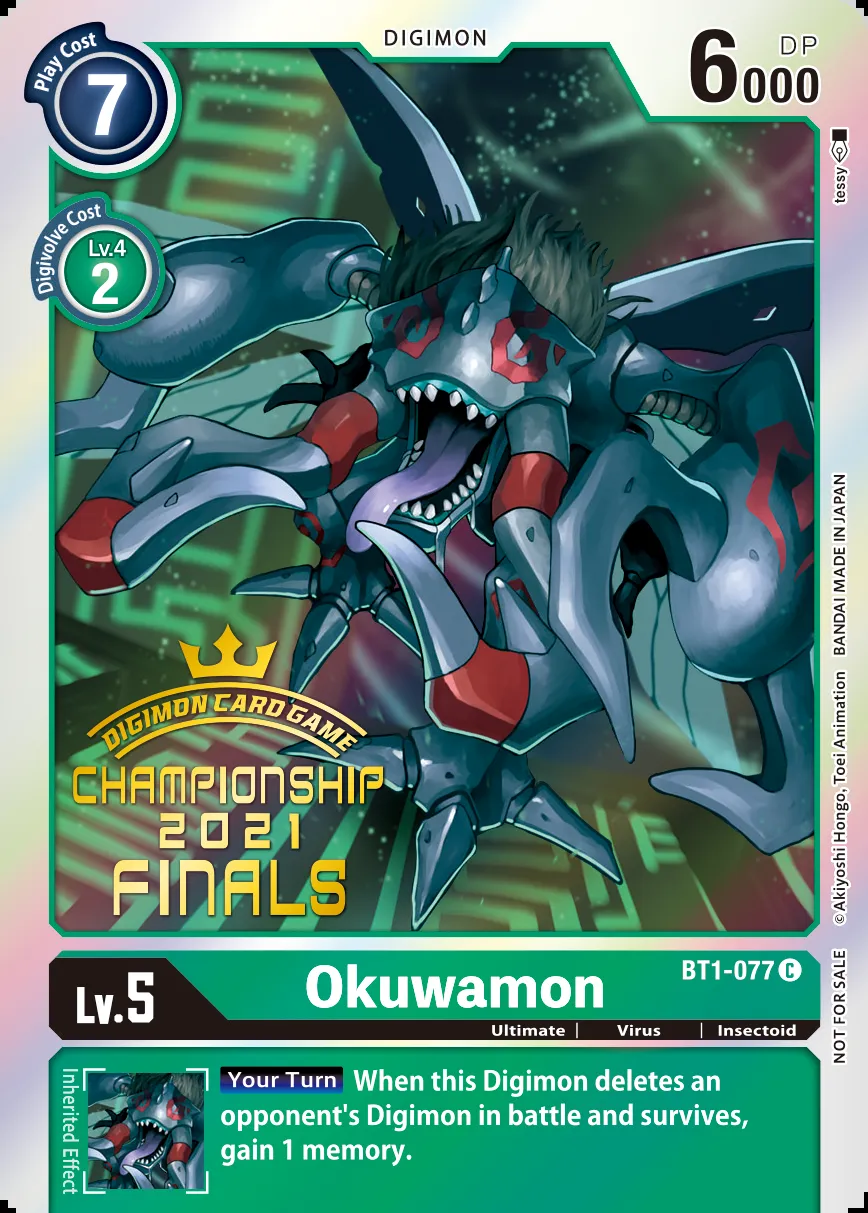 DIGIMON
Play Cost
7
6000
DP
Digivolve Cost
Lv.4
2
tessy
DIGIMON CARD GAME
CHAMPIONSHIP
2021
FINALS
©Akiyoshi Hongo, Toei Animation BANDAI MADE IN JAPAN
NOT FOR SALE
Lv.5
Okuwamon
BT1-077 C
Ultimate | Virus | Insectoid
Inherited Effect
Your Turn When this Digimon deletes an
opponent's Digimon in battle and survives,
gain 1 memory.